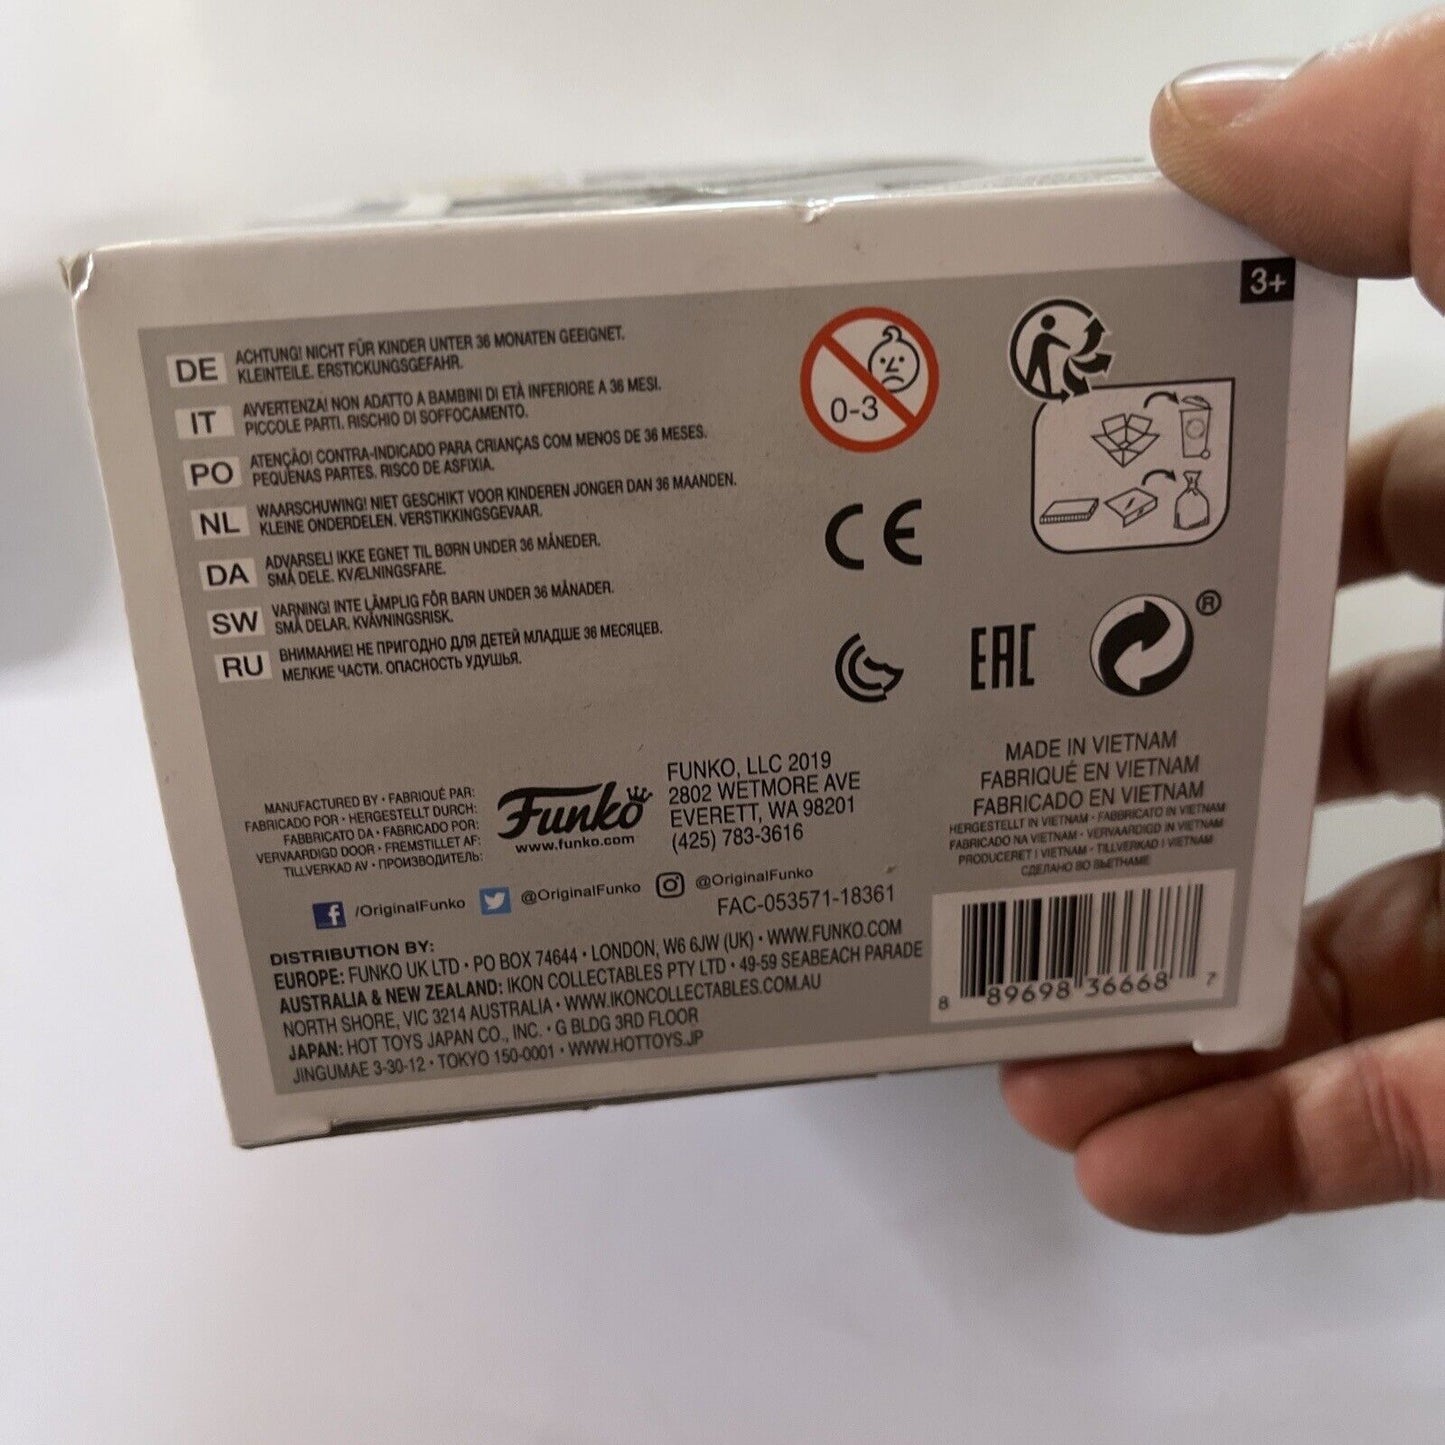 3+
DE ACHTUNG! NICHT FÜR KINDER UNTER 36 MONATEN GEEIGNET.
KLEINTEILE. ERSTICKUNGSGEFAHR.
IT AVVERTENZA! NON ADATTO A BAMBINI DI ETÀ INFERIORE A 36 MESI.
PICCOLE PARTI. RISCHIO DI SOFFOCAMENTO.
PO ATENÇÃO! CONTRA-INDICADO PARA CRIANÇAS COM MENOS DE 36 MESES.
PEQUENAS PARTES. RISCO DE ASFIXIA.
NL WAARSCHUWING! NIET GESCHIKT VOOR KINDEREN JONGER DAN 36 MAANDEN.
KLEINE ONDERDELEN. VERSTIKKINGSGEVAAR.
DA ADVARSEL! IKKE EGNET TIL BØRN UNDER 36 MÅNEDER.
SMÅ DELE. KVÆLNINGSFARE.
SW VARNING! INTE LÄMPLIG FÖR BARN UNDER 36 MÅNADER.
SMÅ DELAR. KVÄVNINGSRISK.
RU ВНИМАНИЕ! НЕ ПРИГОДНО ДЛЯ ДЕТЕЙ МЛАДШЕ 36 МЕСЯЦЕВ.
МЕЛКИЕ ЧАСТИ. ОПАСНОСТЬ УДУШЬЯ.
0-3
CE
EAC
®
MANUFACTURED BY • FABRIQUÉ PAR:
FABRICADO POR • HERGESTELLT DURCH:
FABBRICATO DA • FABRICADO POR:
VERVAARDIGD DOOR • FREMSTILLET AF:
TILLVERKAD AV • ПРОИЗВОДИТЕЛЬ:
Funko
www.funko.com
FUNKO, LLC 2019
2802 WETMORE AVE
EVERETT, WA 98201
(425) 783-3616
MADE IN VIETNAM
FABRIQUÉ EN VIETNAM
FABRICADO EN VIETNAM
HERGESTELLT IN VIETNAM • FABBRICATO IN VIETNAM
FABRICADO NA VIETNAM • VERVAARDIGD IN VIETNAM
PRODUCERET I VIETNAM • TILLVERKAD I VIETNAM
СДЕЛАНО ВО ВЬЕТНАМЕ
f /OriginalFunko @OriginalFunko @OriginalFunko
FAC-053571-18361
DISTRIBUTION BY:
EUROPE: FUNKO UK LTD • PO BOX 74644 • LONDON, W6 6JW (UK) • WWW.FUNKO.COM
AUSTRALIA & NEW ZEALAND: IKON COLLECTABLES PTY LTD • 49-59 SEABEACH PARADE
NORTH SHORE, VIC 3214 AUSTRALIA • WWW.IKONCOLLECTABLES.COM.AU
JAPAN: HOT TOYS JAPAN CO., INC. • G BLDG 3RD FLOOR
JINGUMAE 3-30-12 • TOKYO 150-0001 • WWW.HOTTOYS.JP
8 89698 36668 7